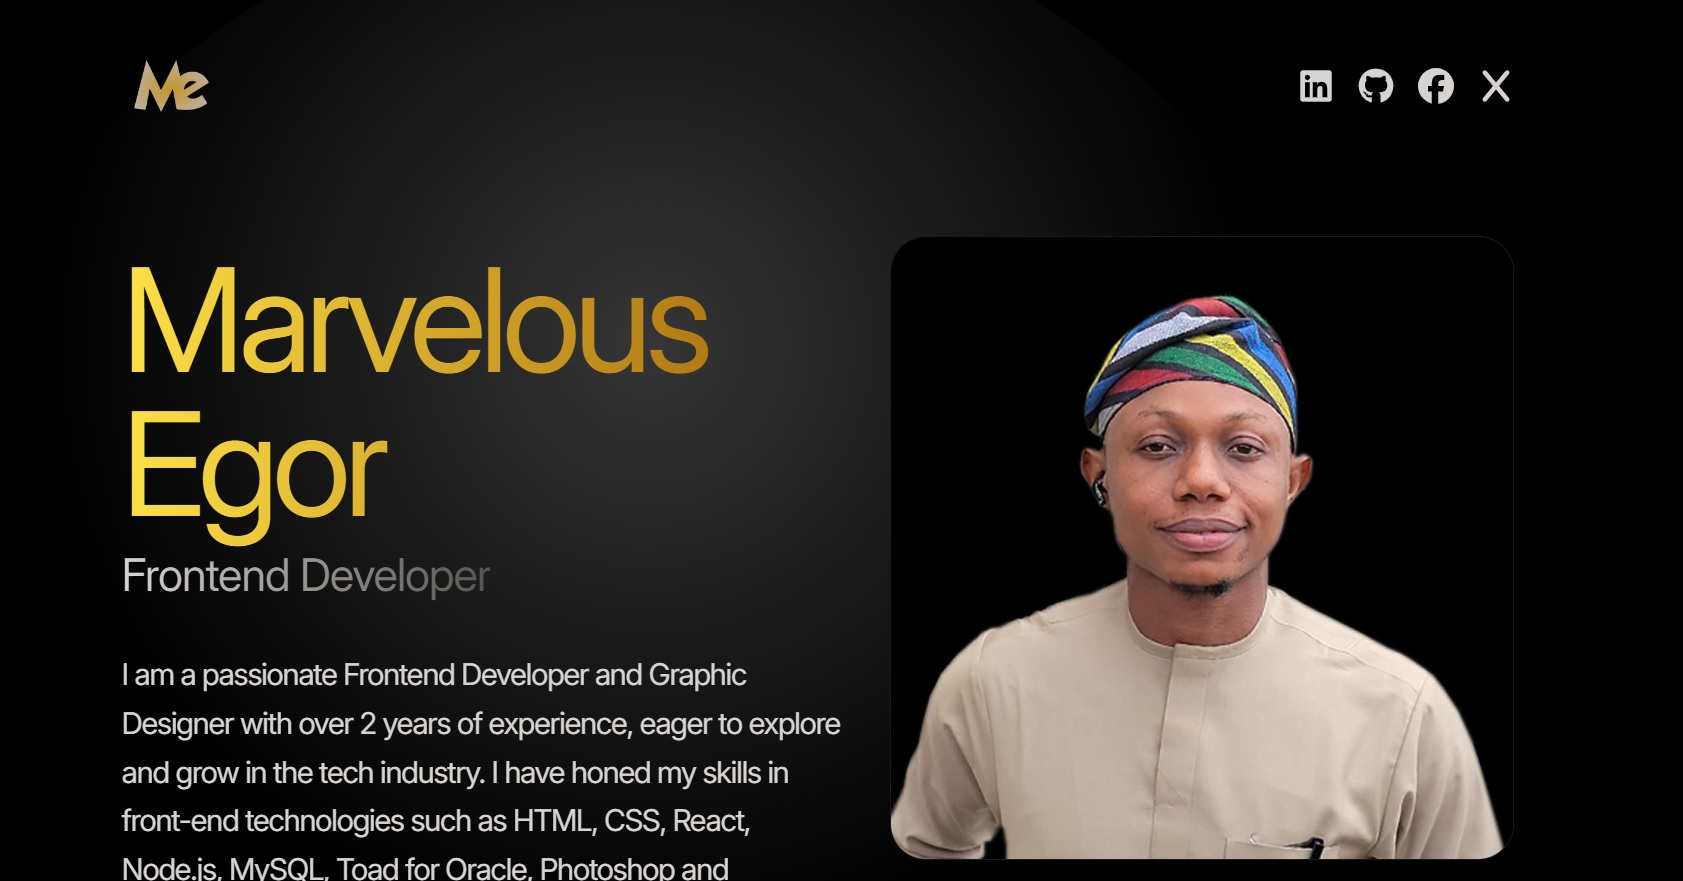 Me
Marvelous
Egor
Frontend Developer
I am a passionate Frontend Developer and Graphic
Designer with over 2 years of experience, eager to explore
and grow in the tech industry. I have honed my skills in
front-end technologies such as HTML, CSS, React,
Node.js, MySQL, Toad for Oracle, Photoshop and